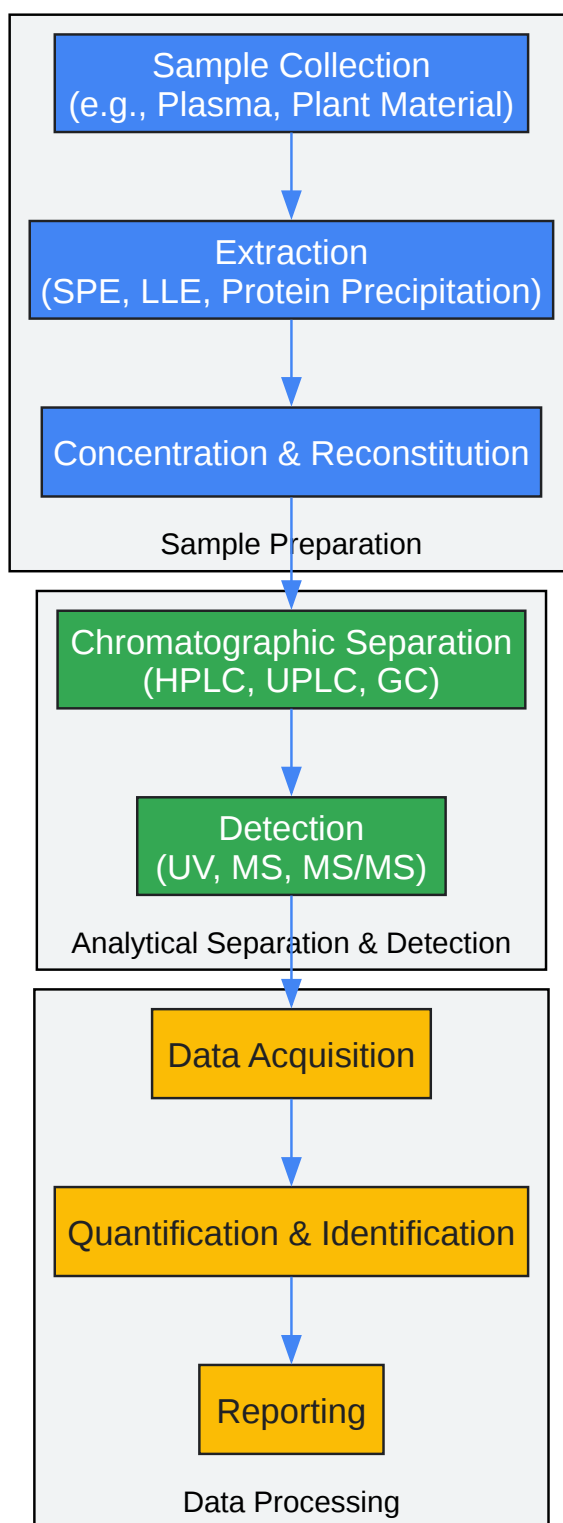 Sample Collection
(e.g., Plasma, Plant Material)
Extraction
(SPE, LLE, Protein Precipitation)
Concentration & Reconstitution
Sample Preparation
Chromatographic Separation
(HPLC, UPLC, GC)
Detection
(UV, MS, MS/MS)
Analytical Separation & Detection
Data Acquisition
Quantification & Identification
Reporting
Data Processing